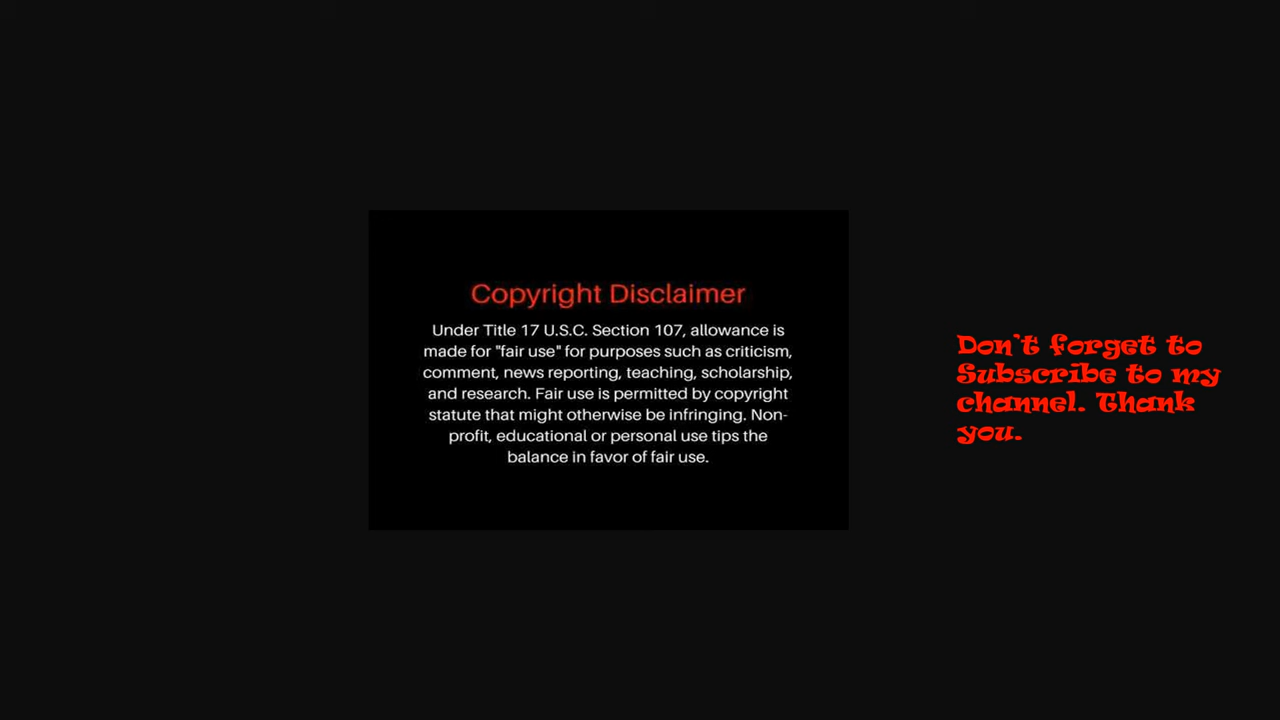 Copyright Disclaimer
Under Title 17 U.S.C. Section 107, allowance is
made for "fair use" for purposes such as criticism,
comment, news reporting, teaching, scholarship,
and research. Fair use is permitted by copyright
statute that might otherwise be infringing. Non-
profit, educational or personal use tips the
balance in favor of fair use.
Don't forget to
Subscribe to my
channel. Thank
you.